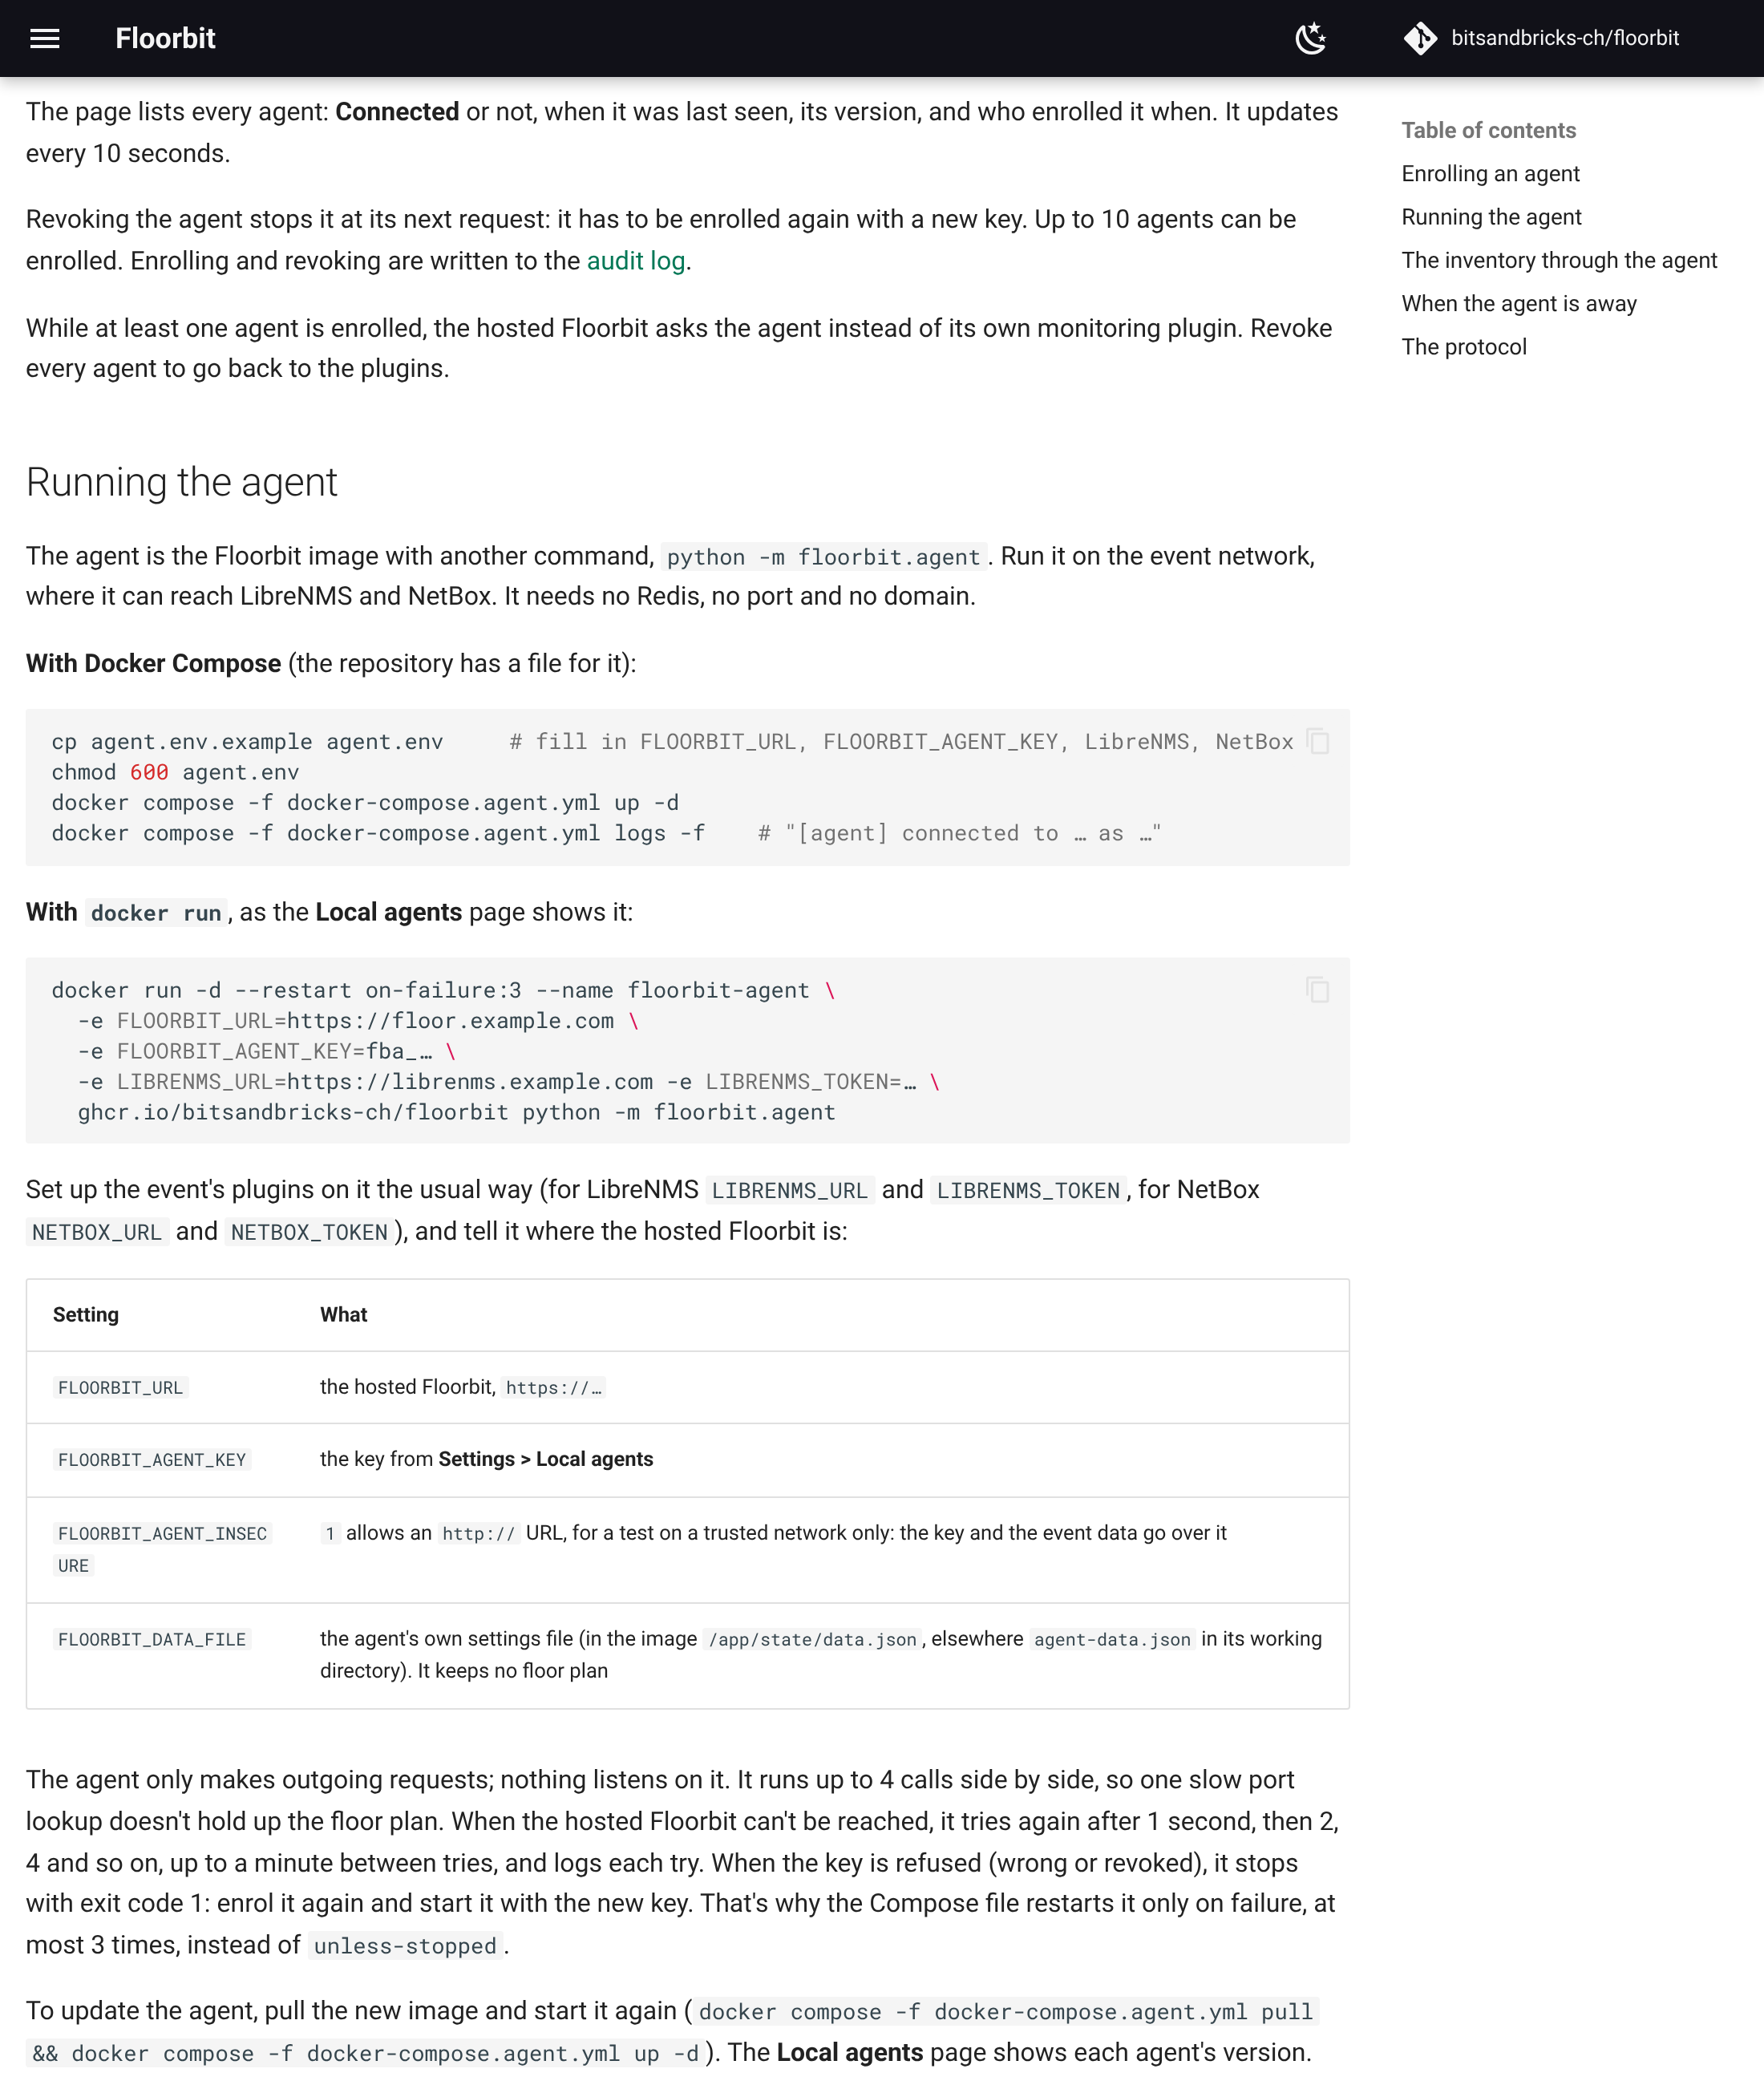 Floorbit
bitsandbricks-ch/floorbit
The page lists every agent: Connected or not, when it was last seen, its version, and who enrolled it when. It updates
every 10 seconds.
Revoking the agent stops it at its next request: it has to be enrolled again with a new key. Up to 10 agents can be
enrolled. Enrolling and revoking are written to the audit log.
While at least one agent is enrolled, the hosted Floorbit asks the agent instead of its own monitoring plugin. Revoke
every agent to go back to the plugins.
Table of contents
Enrolling an agent
Running the agent
The inventory through the agent
When the agent is away
The protocol
Running the agent
The agent is the Floorbit image with another command, python -m floorbit.agent. Run it on the event network,
where it can reach LibreNMS and NetBox. It needs no Redis, no port and no domain.
With Docker Compose (the repository has a file for it):
cp agent.env.example agent.env     # fill in FLOORBIT_URL, FLOORBIT_AGENT_KEY, LibreNMS, NetBox
chmod 600 agent.env
docker compose -f docker-compose.agent.yml up -d
docker compose -f docker-compose.agent.yml logs -f    # "[agent] connected to … as …"
With docker run, as the Local agents page shows it:
docker run -d --restart on-failure:3 --name floorbit-agent \
  -e FLOORBIT_URL=https://floor.example.com \
  -e FLOORBIT_AGENT_KEY=fba_… \
  -e LIBRENMS_URL=https://librenms.example.com -e LIBRENMS_TOKEN=… \
  ghcr.io/bitsandbricks-ch/floorbit python -m floorbit.agent
Set up the event's plugins on it the usual way (for LibreNMS LIBRENMS_URL and LIBRENMS_TOKEN, for NetBox
NETBOX_URL and NETBOX_TOKEN), and tell it where the hosted Floorbit is:
Setting What
FLOORBIT_URL the hosted Floorbit, https://…
FLOORBIT_AGENT_KEY the key from Settings > Local agents
FLOORBIT_AGENT_INSEC 1 allows an http:// URL, for a test on a trusted network only: the key and the event data go over it
URE
FLOORBIT_DATA_FILE the agent's own settings file (in the image /app/state/data.json, elsewhere agent-data.json in its working
directory). It keeps no floor plan
The agent only makes outgoing requests; nothing listens on it. It runs up to 4 calls side by side, so one slow port
lookup doesn't hold up the floor plan. When the hosted Floorbit can't be reached, it tries again after 1 second, then 2,
4 and so on, up to a minute between tries, and logs each try. When the key is refused (wrong or revoked), it stops
with exit code 1: enrol it again and start it with the new key. That's why the Compose file restarts it only on failure, at
most 3 times, instead of unless-stopped.
To update the agent, pull the new image and start it again (docker compose -f docker-compose.agent.yml pull
&& docker compose -f docker-compose.agent.yml up -d). The Local agents page shows each agent's version.